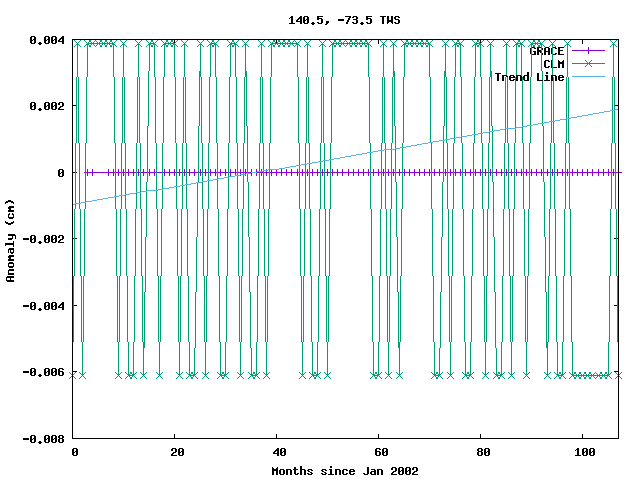 140.5, -73.5 TWS
0.004
GRACE
CLM
Trend Line
0.002
0
-0.002
-0.004
-0.006
-0.008
Anomaly (cm)
0 20 40 60 80 100
Months since Jan 2002